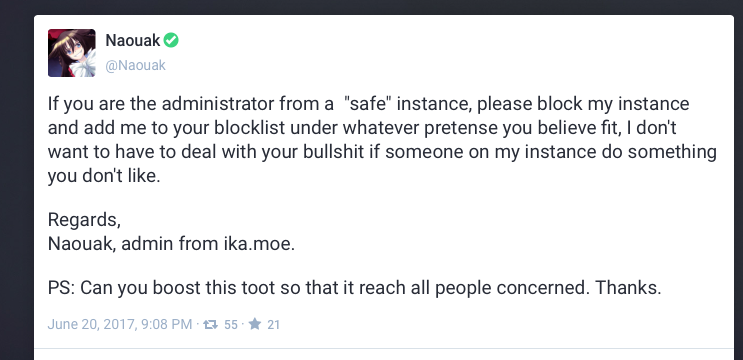 Naouak
@Naouak
If you are the administrator from a "safe" instance, please block my instance
and add me to your blocklist under whatever pretense you believe fit, I don't
want to have to deal with your bullshit if someone on my instance do something
you don't like.
Regards,
Naouak, admin from ika.moe.
PS: Can you boost this toot so that it reach all people concerned. Thanks.
June 20, 2017, 9:08 PM · 55 · 21